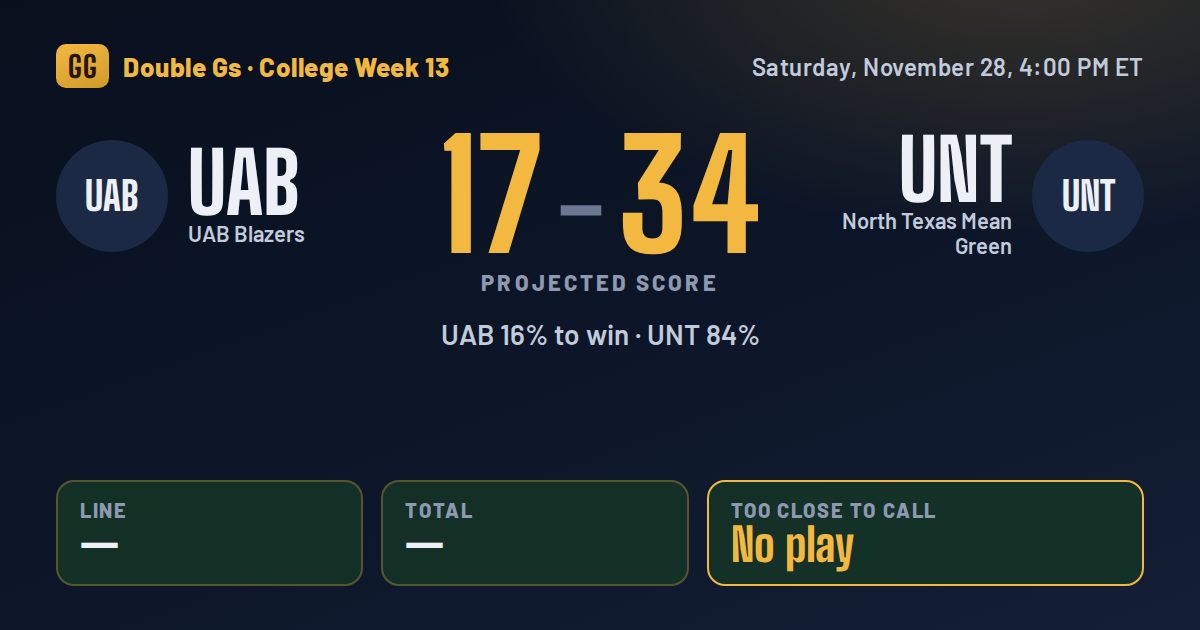 GG
Double Gs · College Week 13
Saturday, November 28, 4:00 PM ET
UAB
UAB
UAB Blazers
17 – 34
PROJECTED SCORE
UAB 16% to win · UNT 84%
UNT
North Texas Mean
Green
UNT
LINE
—
TOTAL
—
TOO CLOSE TO CALL
No play